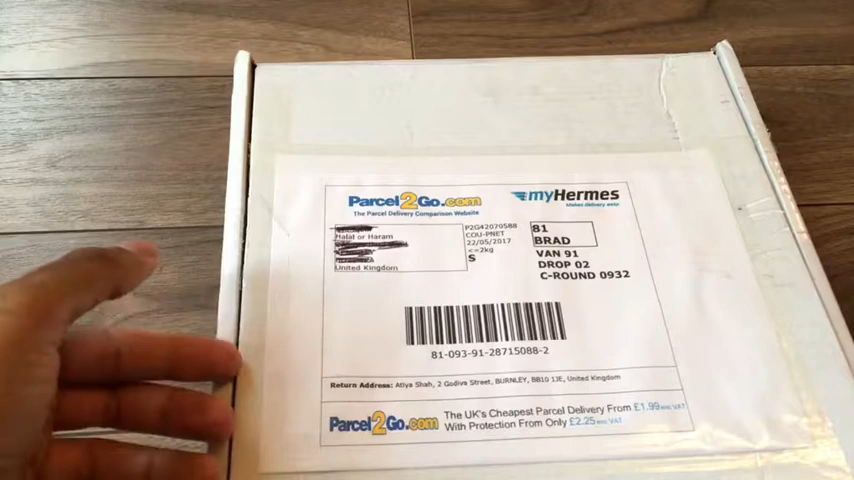 Parcel2Go.com
The Parcel Delivery Comparison Website
myHermes
Makes delivery easy
Halal or Haram
United Kingdom
P2G42070588
COU-PNET
22/05/2017
<=2kg
S
81
BRAD
VAN 91
DROP 02
C-ROUND 0932
81-093-91-28715088-2
Return Address: Atiya Shah, 2 Godiva Street, BURNLEY, BB10 1JE, United Kingdom
Parcel2Go.com
The UK's Cheapest Parcel Delivery From £1.99 exc VAT
With Protection From Only £2.25 exc VAT